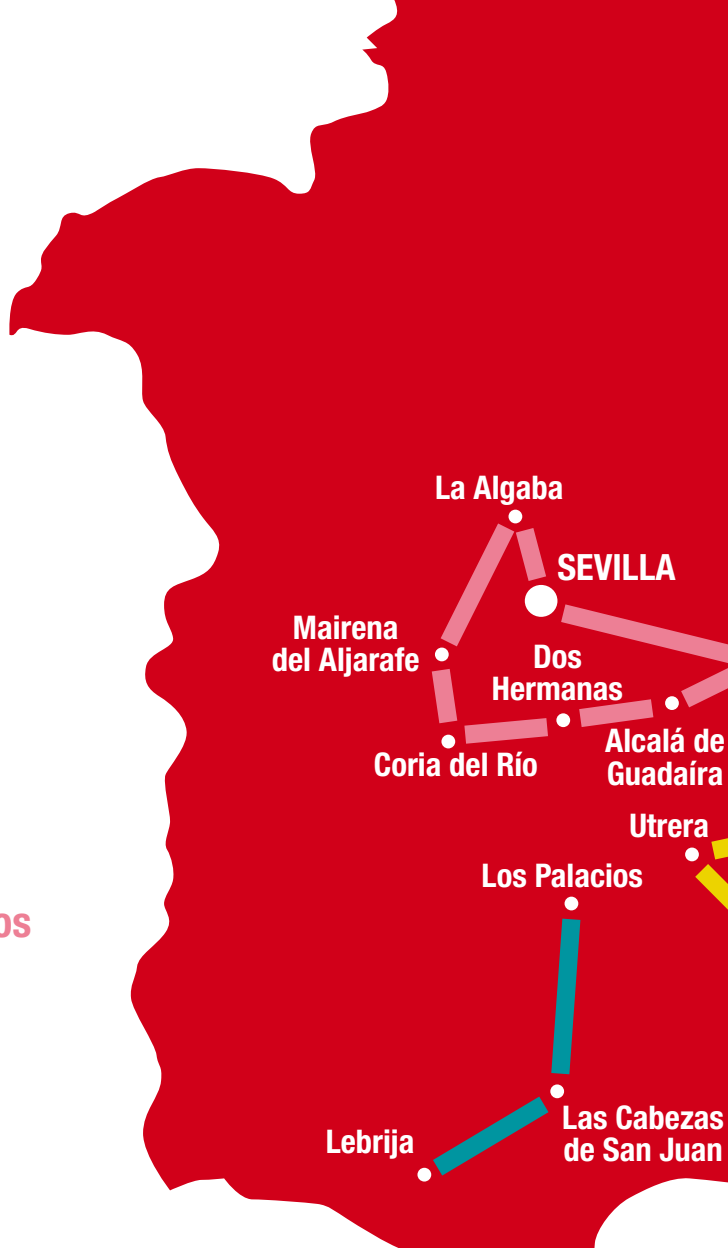 La Algaba
SEVILLA
Mairena
del Aljarafe
Dos
Hermanas
Alcalá de
Guadaíra
Coria del Río
Utrera
Los Palacios
os
Las Cabezas
de San Juan
Lebrija